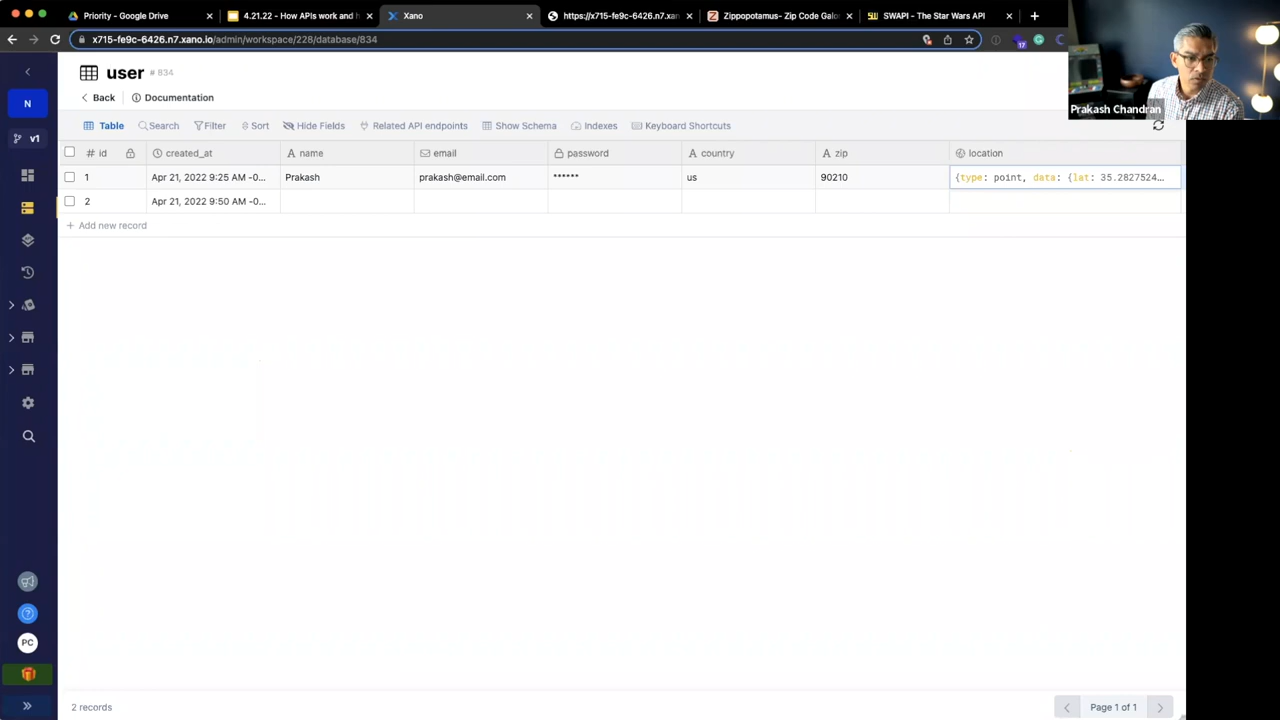 Priority - Google Drive
4.21.22 - How APIs work and h
Xano
https://x715-fe9c-6426.n7.xan
Zippopotamus- Zip Code Galo
SWAPI - The Star Wars API
x715-fe9c-6426.n7.xano.io/admin/workspace/228/database/834
17
Prakash Chandran
N
v1
user # 834
Back
Documentation
Table
Search
Filter
Sort
Hide Fields
Related API endpoints
Show Schema
Indexes
Keyboard Shortcuts
# id
created_at
A name
email
password
A country
A zip
location
1 Apr 21, 2022 9:25 AM -0... Prakash prakash@email.com ****** us 90210 {type: point, data: {lat: 35.2827524...
2 Apr 21, 2022 9:50 AM -0...
+ Add new record
?
PC
2 records
Page 1 of 1